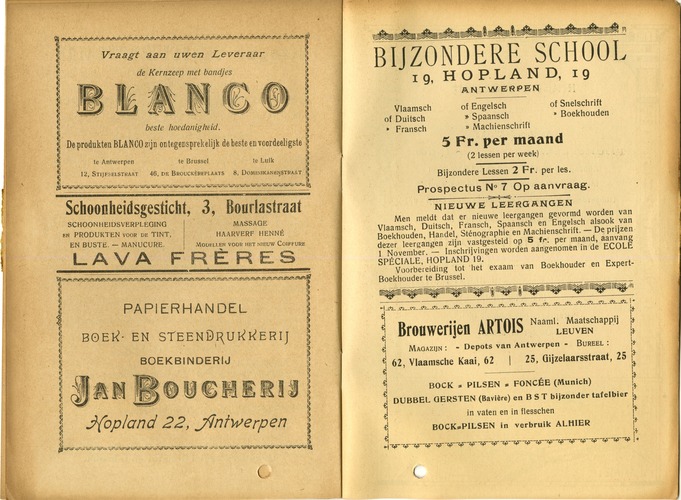 Vraagt aan uwen Leveraar
de Kernzeep met bandjes
BLANCO
beste hoedanigheid.
De produkten BLANCO zijn ontegensprekelijk de beste en voordeeligste
te Antwerpen te Brussel te Luik
12, STIJFSELSTRAAT 46, DE BROUCKÈREPLAATS 8, DOMINIKANENSTRAAT
Schoonheidsgesticht, 3, Bourlastraat
SCHOONHEIDSVERPLEGING
en PRODUKTEN VOOR DE TINT,
EN BUSTE. — MANUCURE.
MASSAGE
HAARVERF HENNÉ
MODELLEN VOOR HET NIEUW COIFFURE
LAVA FRÈRES
PAPIERHANDEL
BOEK- EN STEENDRUKKERIJ
BOEKBINDERIJ
JAN BOUCHERIJ
Hopland 22, Antwerpen
BIJZONDERE SCHOOL
19, HOPLAND, 19
ANTWERPEN
Vlaamsch of Engelsch of Snelschrift
of Duitsch » Spaansch » Boekhouden
» Fransch » Machienschrift
5 Fr. per maand
(2 lessen per week)
Bijzondere Lessen 2 Fr. per les.
Prospectus No 7 Op aanvraag.
NIEUWE LEERGANGEN
Men meldt dat er nieuwe leergangen gevormd worden van
Vlaamsch, Duitsch, Fransch, Spaansch en Engelsch alsook van
Boekhouden, Handel, Sténographie en Machienschrift. — De prijzen
dezer leergangen zijn vastgesteld op 5 fr. per maand, aanvang
1 November. — Inschrijvingen worden aangenomen in de ECOLE
SPÉCIALE, HOPLAND 19.
Voorbereiding tot het exaam van Boekhouder en Expert-
Boekhouder te Brussel.
Brouwerijen ARTOIS Naaml. Maatschappij
LEUVEN
MAGAZIJN : - Depots van Antwerpen - BUREEL :
62, Vlaamsche Kaai, 62 | 25, Gijzelaarsstraat, 25
BOCK » PILSEN » FONCÉE (Munich)
DUBBEL GERSTEN (Bavière) en B S T bijzonder tafelbier
in vaten en in flesschen
BOCK»PILSEN in verbruik ALHIER